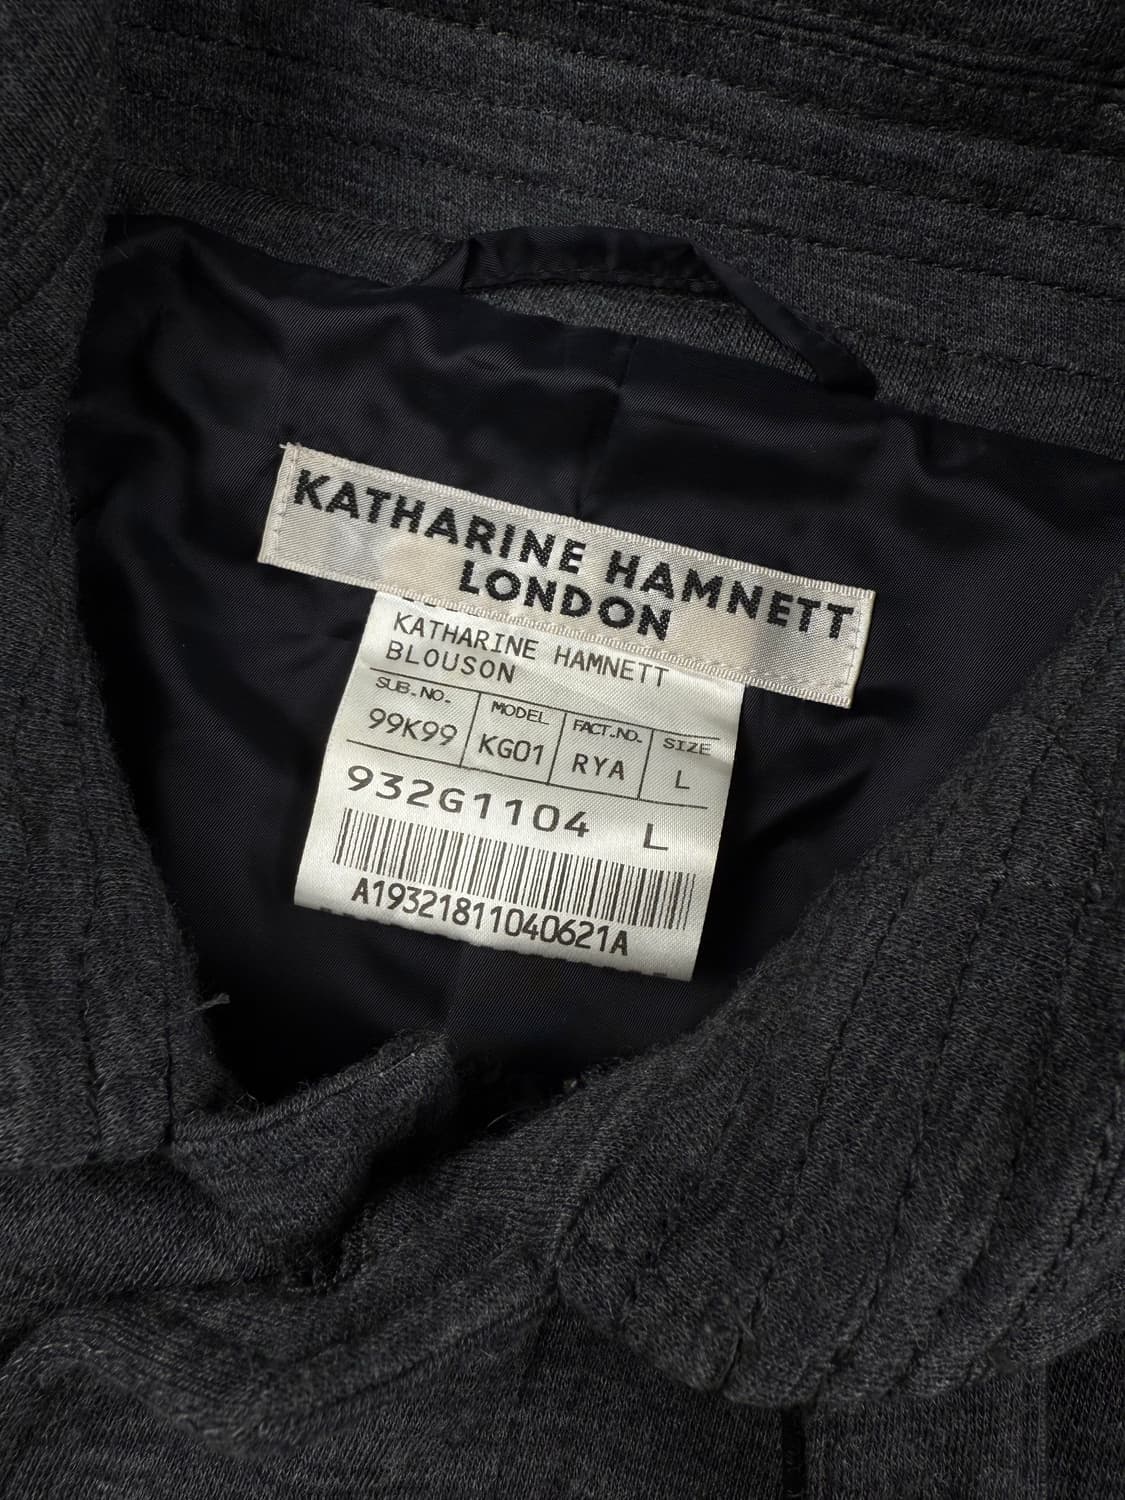 KATHARINE HAMNETT
LONDON
KATHARINE HAMNETT
BLOUSON
SUB.NO. MODEL FACT.NO. SIZE
99K99 KG01 RYA L
932G1104 L
A19321811040621A